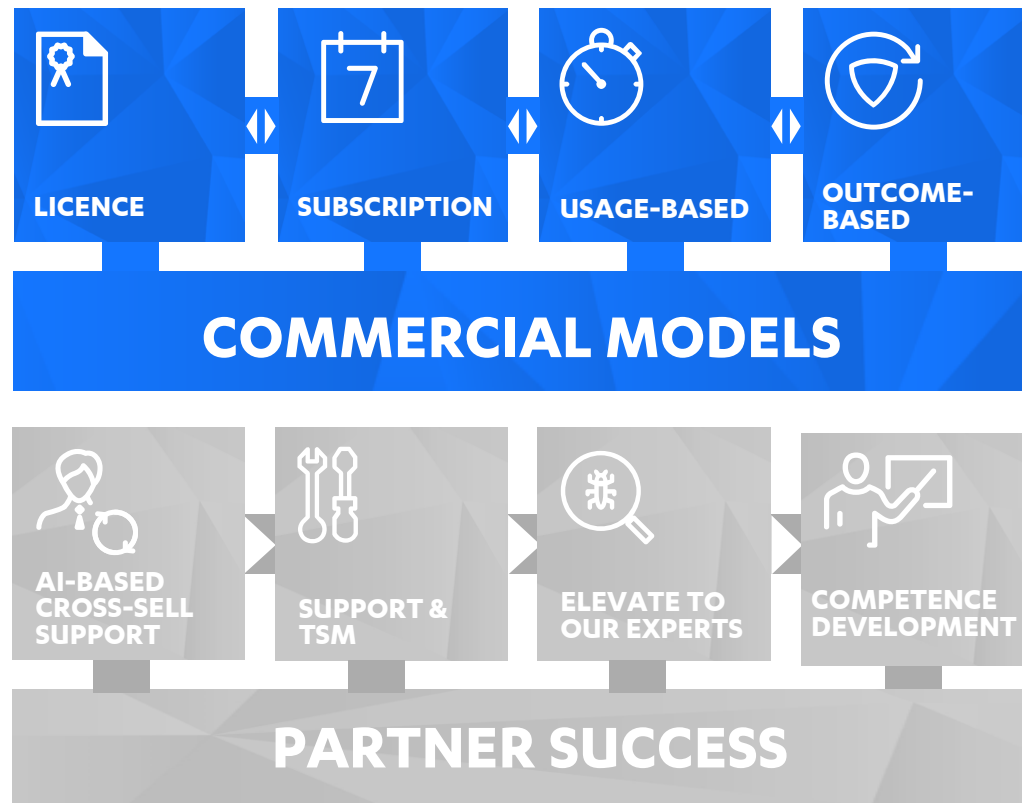 7
LICENCE
SUBSCRIPTION
USAGE-BASED
OUTCOME-
BASED
COMMERCIAL MODELS
AI-BASED
CROSS-SELL
SUPPORT
SUPPORT &
TSM
ELEVATE TO
OUR EXPERTS
COMPETENCE
DEVELOPMENT
PARTNER SUCCESS